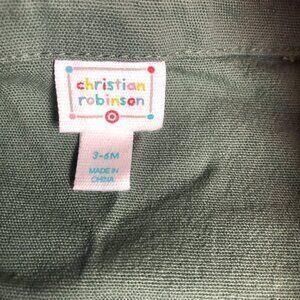 christian
robinson
3-6M
MADE IN
CHINA